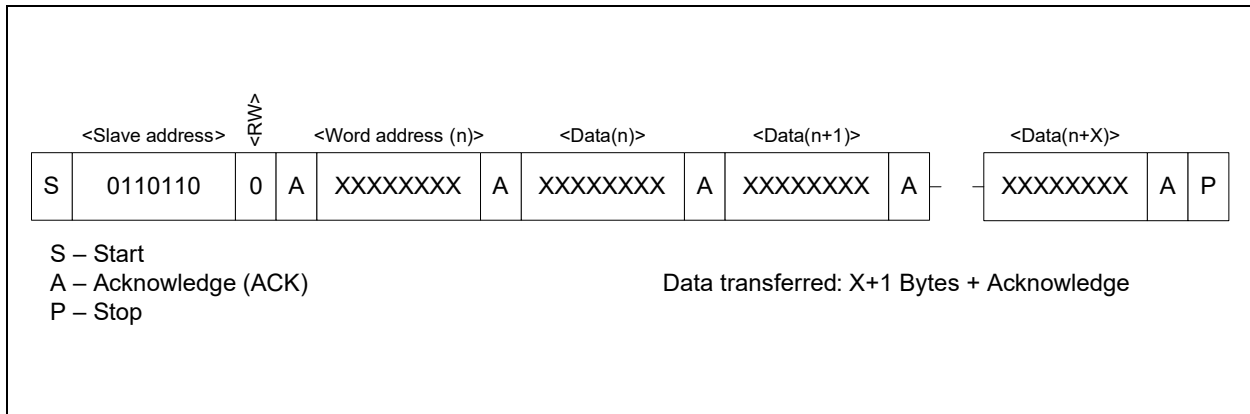 <Slave address> <RW> <Word address (n)> <Data(n)> <Data(n+1)> <Data(n+X)>
S 0110110 0 A XXXXXXXX A XXXXXXXX A XXXXXXXX A XXXXXXXX A P
S – Start
A – Acknowledge (ACK) Data transferred: X+1 Bytes + Acknowledge
P – Stop